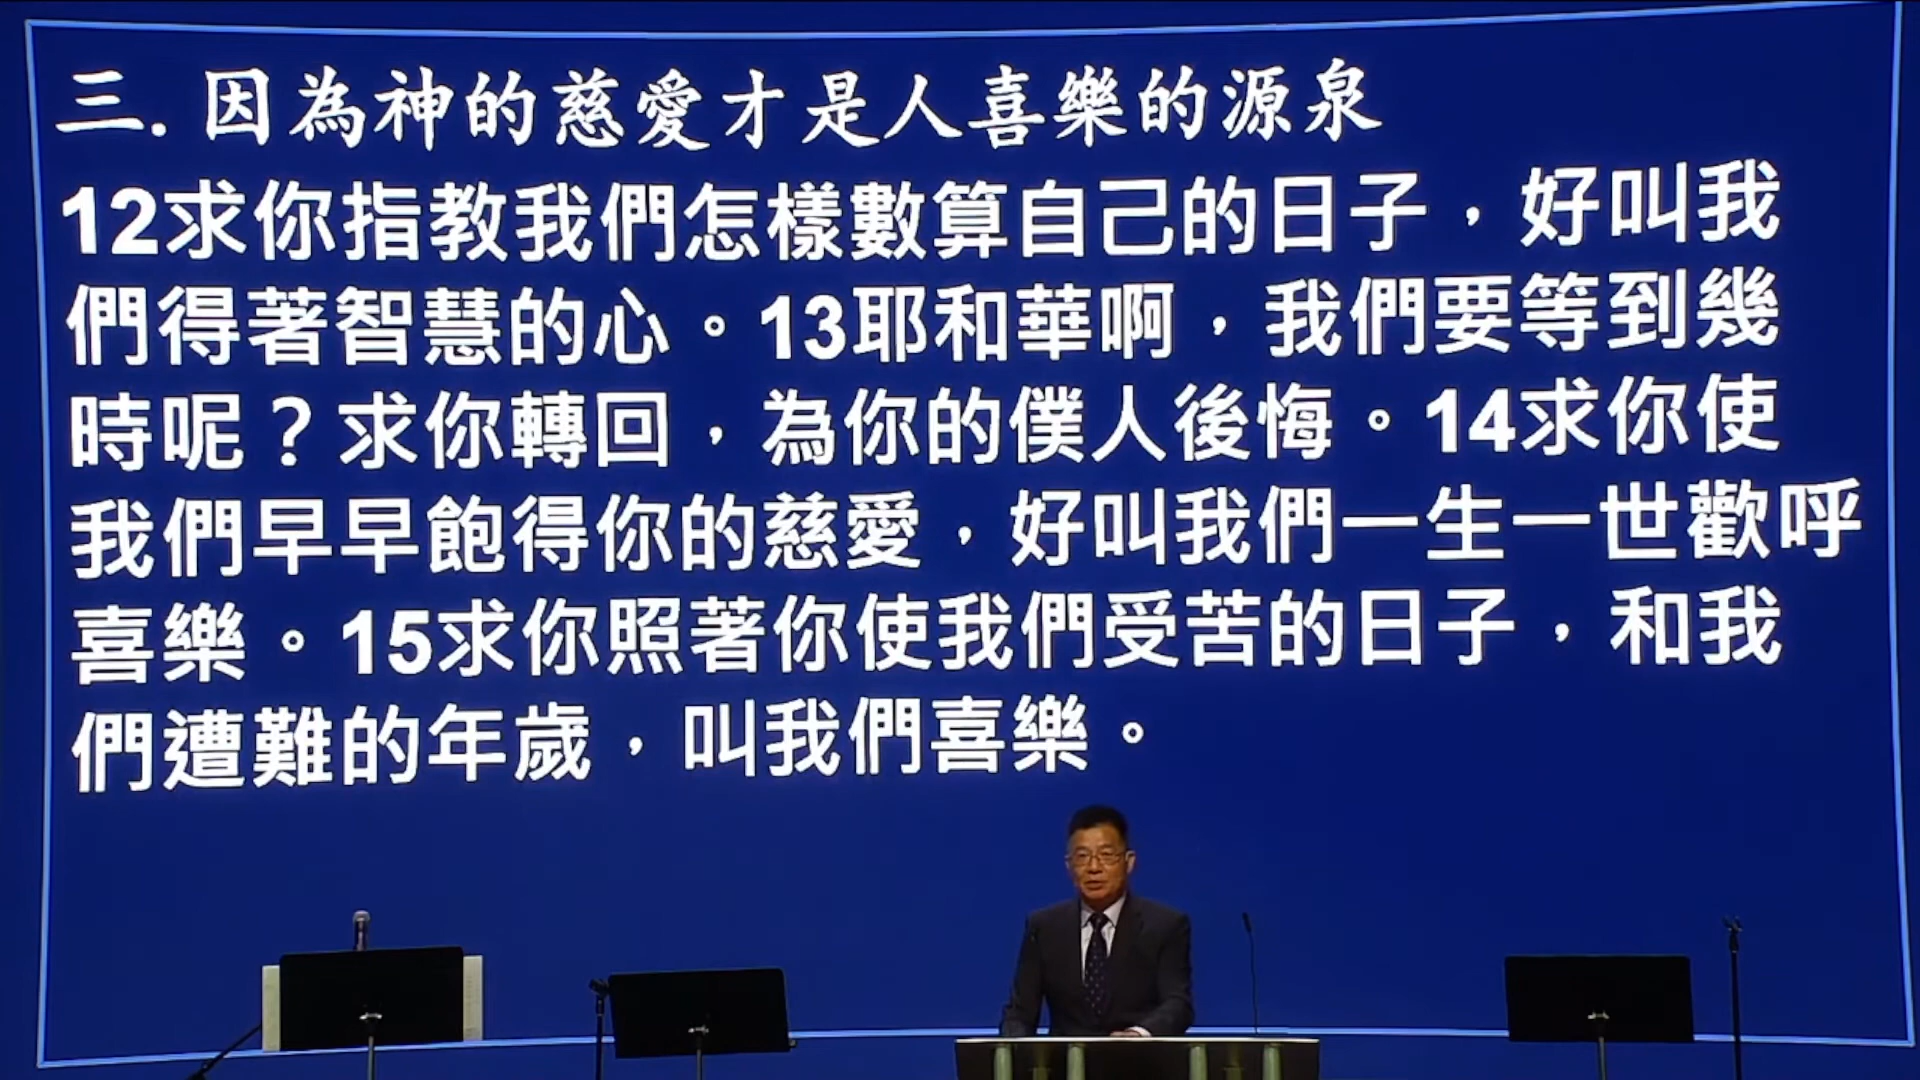 三. 因為神的慈愛才是人喜樂的源泉
12求你指教我們怎樣數算自己的日子，好叫我
們得著智慧的心。13耶和華啊，我們要等到幾
時呢？求你轉回，為你的僕人後悔。14求你使
我們早早飽得你的慈愛，好叫我們一生一世歡呼
喜樂。15求你照著你使我們受苦的日子，和我
們遭難的年歲，叫我們喜樂。